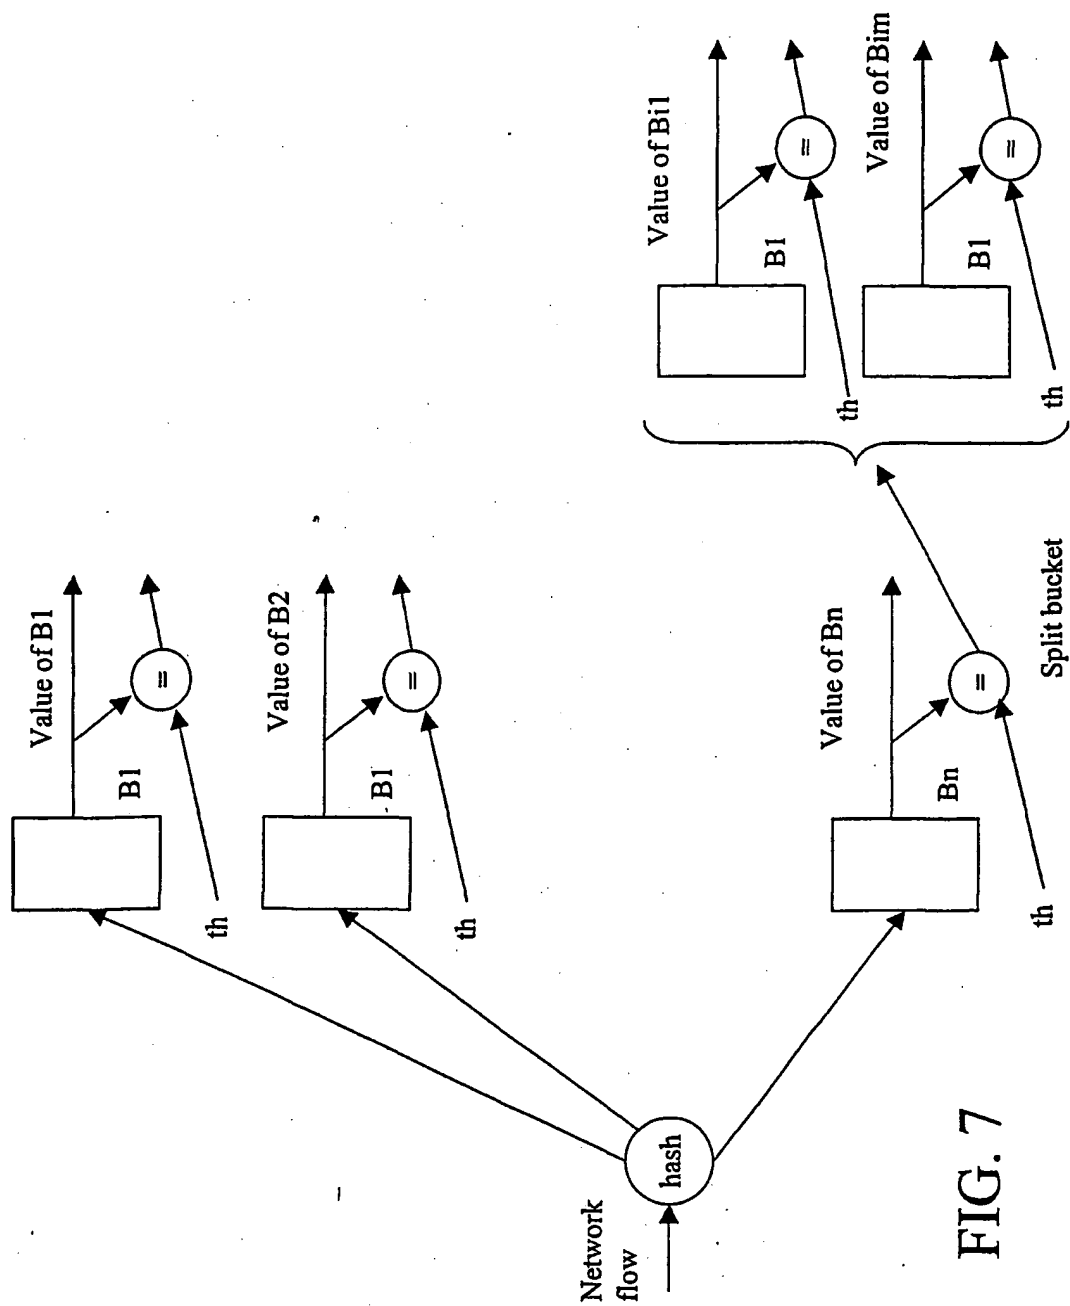 Network
flow
hash
th
B1
Value of B1
=
th
B1
Value of B2
=
th
Bn
Value of Bn
=
Split bucket
th
B1
Value of Bi1
=
th
B1
Value of Bim
=
FIG. 7